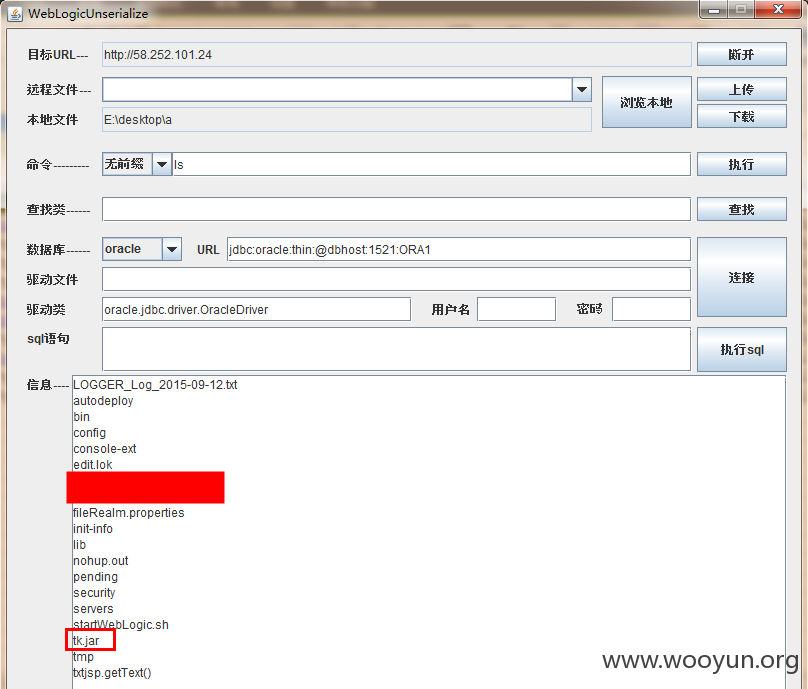 WebLogicUnserialize
目标URL--- http://58.252.101.24 断开
远程文件--- 浏览本地 上传
本地文件 E:\desktop\a 下载
命令--------- 无前缀 ls 执行
查找类------ 查找
数据库------ oracle URL jdbc:oracle:thin:@dbhost:1521:ORA1 连接
驱动文件
驱动类 oracle.jdbc.driver.OracleDriver 用户名 密码
sql语句 执行sql
信息---- LOGGER_Log_2015-09-12.txt
autodeploy
bin
config
console-ext
edit.lok
fileRealm.properties
init-info
lib
nohup.out
pending
security
servers
startWebLogic.sh
tk.jar
tmp
txtjsp.getText()
www.wooyun.org